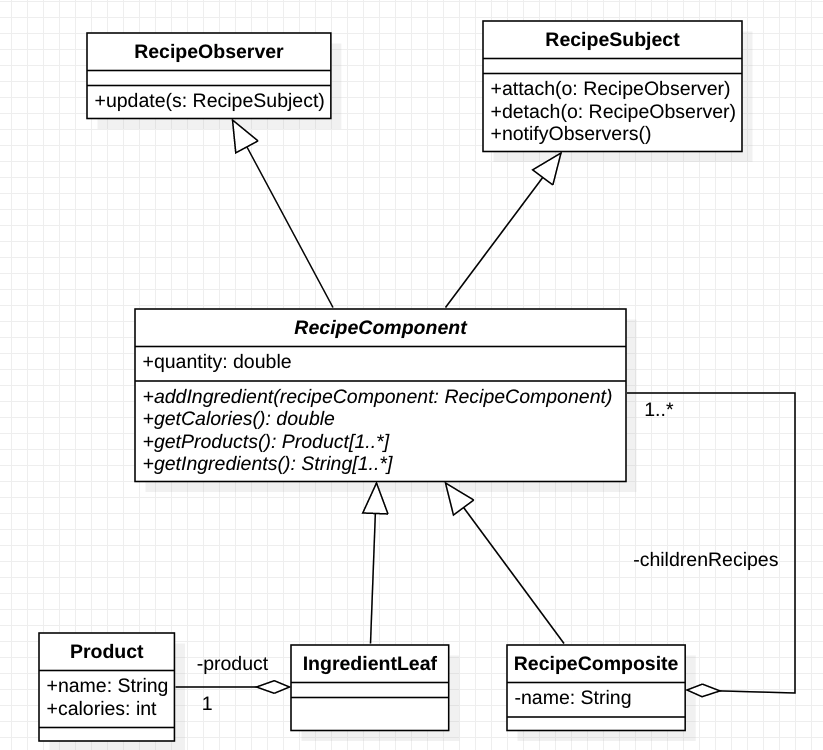 RecipeObserver
+update(s: RecipeSubject)
RecipeSubject
+attach(o: RecipeObserver)
+detach(o: RecipeObserver)
+notifyObservers()
RecipeComponent
+quantity: double
+addIngredient(recipeComponent: RecipeComponent)
+getCalories(): double
+getProducts(): Product[1..*]
+getIngredients(): String[1..*]
1..*
-childrenRecipes
Product
+name: String
+calories: int
-product
1
IngredientLeaf
RecipeComposite
-name: String